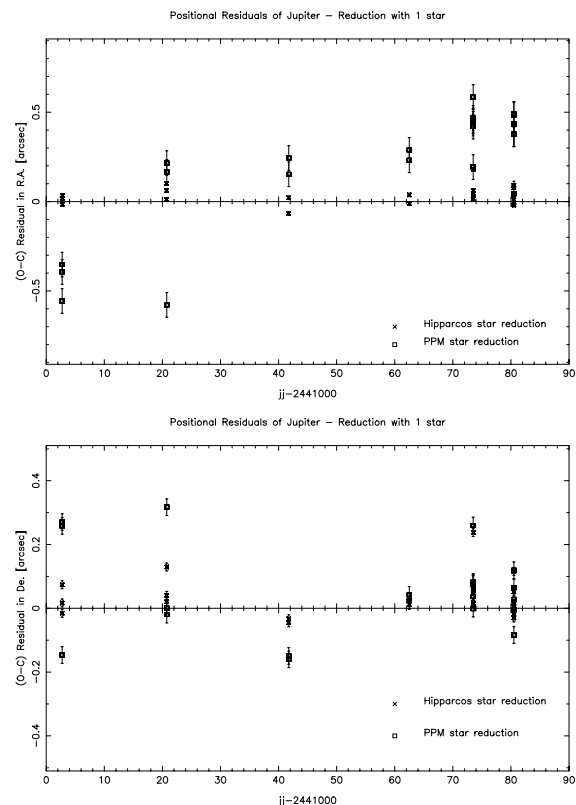 Positional Residuals of Jupiter – Reduction with 1 star
(O−C) Residual in R.A. [arcsec]
0.5
0
−0.5
Hipparcos star reduction
PPM star reduction
0 10 20 30 40 50 60 70 80 90
jj−2441000
Positional Residuals of Jupiter – Reduction with 1 star
(O−C) Residual in De. [arcsec]
0.4
0.2
0
−0.2
−0.4
Hipparcos star reduction
PPM star reduction
0 10 20 30 40 50 60 70 80 90
jj−2441000